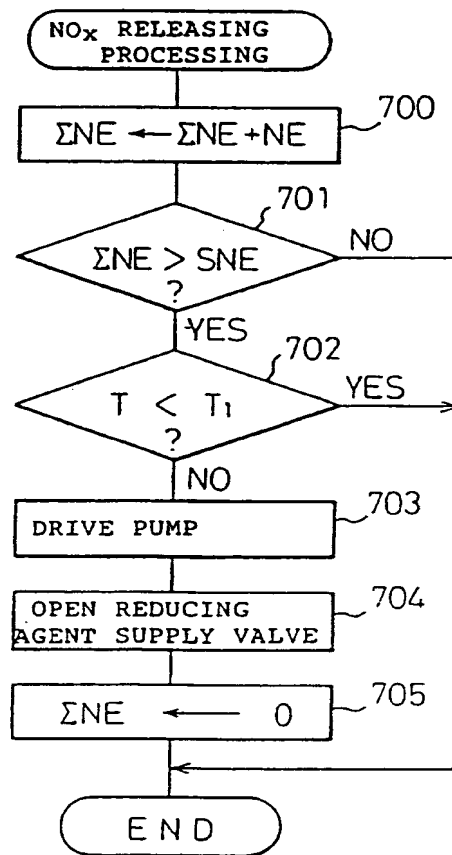 NOx RELEASING
PROCESSING
700
ΣNE ← ΣNE + NE
701
ΣNE > SNE
?
NO
YES
702
T < T1
?
YES
NO
703
DRIVE PUMP
704
OPEN REDUCING
AGENT SUPPLY VALVE
705
ΣNE ← 0
END